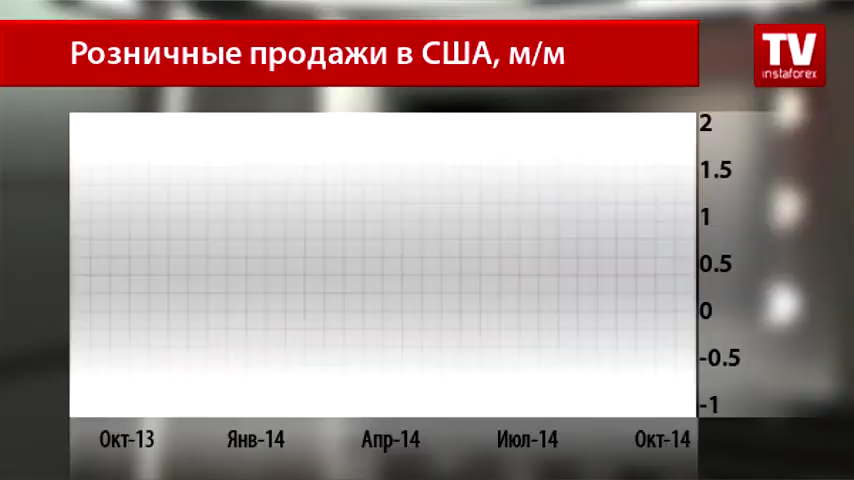 Розничные продажи в США, м/м
TV
instaforex
2
1.5
1
0.5
0
-0.5
-1
Окт-13 Янв-14 Апр-14 Июл-14 Окт-14